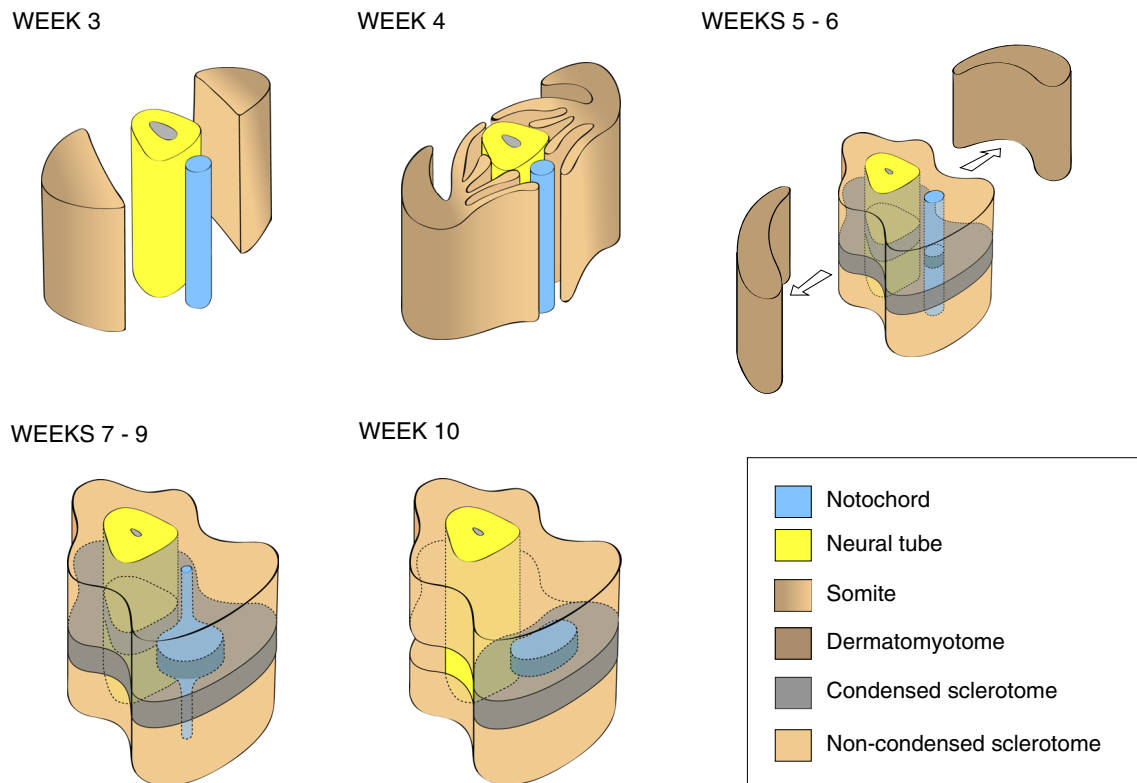 WEEK 3
WEEK 4
WEEKS 5 - 6
WEEKS 7 - 9
WEEK 10
Notochord
Neural tube
Somite
Dermatomyotome
Condensed sclerotome
Non-condensed sclerotome